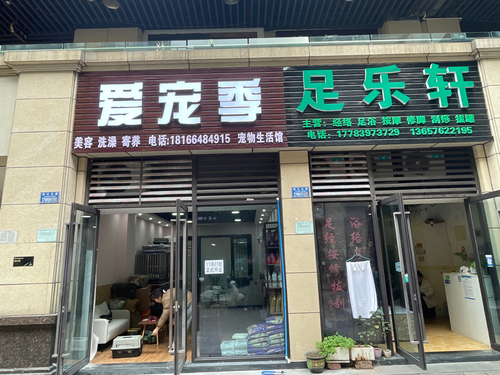 爱宠季
美容 洗澡 寄养 电话:18166484915 宠物生活馆
足乐轩
主营: 经络 足浴 按摩 修脚 刮痧 拔罐
电话: 17783973729 13657622195